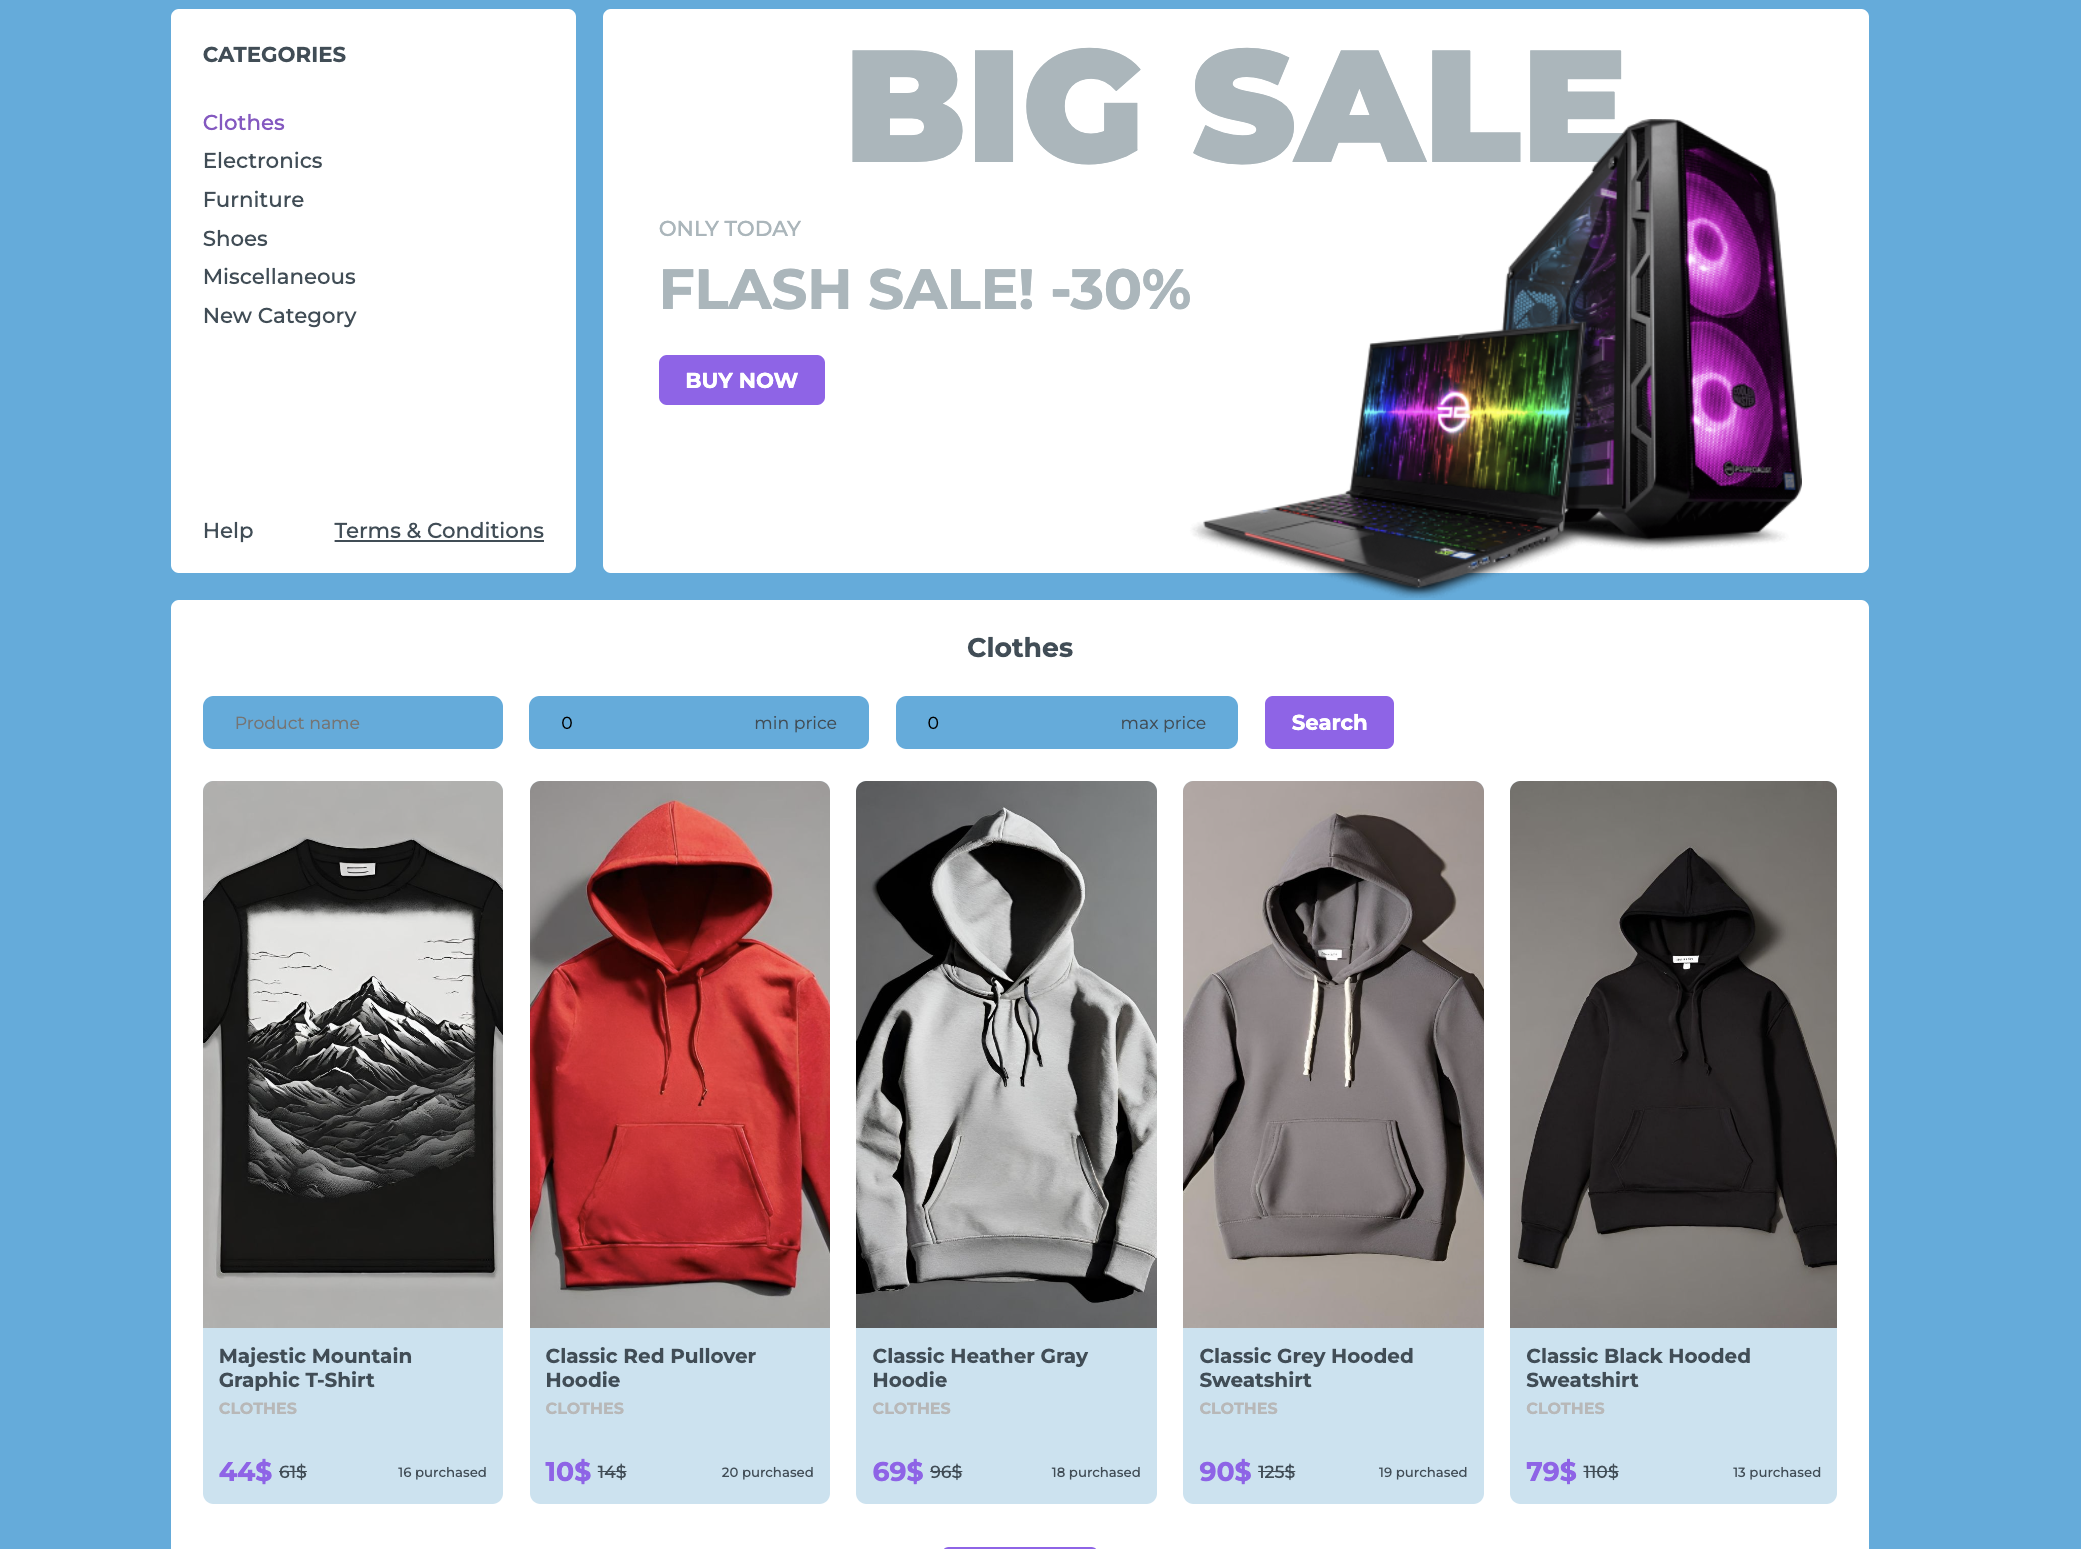 CATEGORIES
Clothes
Electronics
Furniture
Shoes
Miscellaneous
New Category
Help
Terms & Conditions
BIG SALE
ONLY TODAY
FLASH SALE! -30%
BUY NOW
Clothes
Product name
0
min price
0
max price
Search
Majestic Mountain
Graphic T-Shirt
CLOTHES
44$ 61$
16 purchased
Classic Red Pullover
Hoodie
CLOTHES
10$ 14$
20 purchased
Classic Heather Gray
Hoodie
CLOTHES
69$ 96$
18 purchased
Classic Grey Hooded
Sweatshirt
CLOTHES
90$ 125$
19 purchased
Classic Black Hooded
Sweatshirt
CLOTHES
79$ 110$
13 purchased